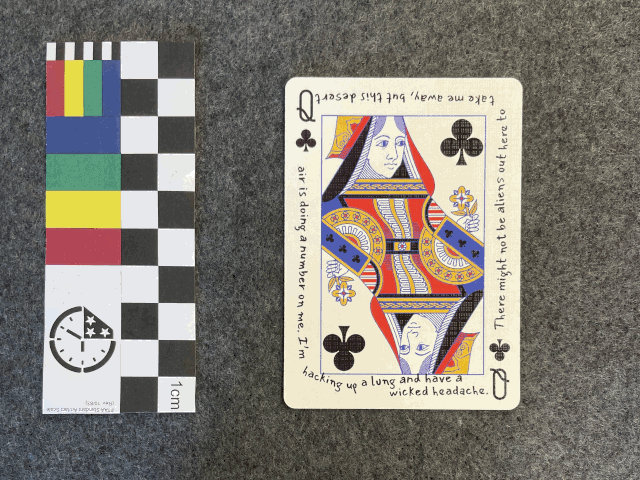 Q
There might not be aliens out here to
take me away, but this desert
air is doing a number on me. I'm
hacking up a lung and have a
wicked headache.
Q
1cm